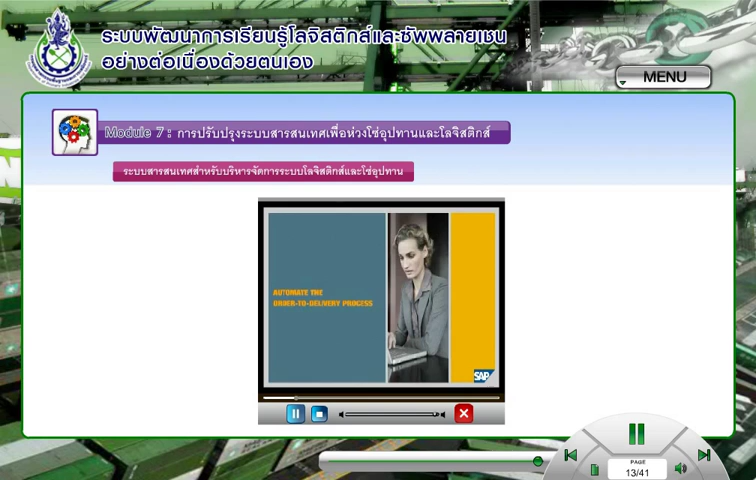 ระบบพัฒนาการเรียนรู้โลจิสติกส์และซัพพลายเชน
อย่างต่อเนื่องด้วยตนเอง
MENU
Module 7 : การปรับปรุงระบบสารสนเทศเพื่อห่วงโซ่อุปทานและโลจิสติกส์
ระบบสารสนเทศสำหรับบริหารจัดการระบบโลจิสติกส์และโซ่อุปทาน
AUTOMATE THE
ORDER-TO-DELIVERY PROCESS
SAP
PAGE
13/41